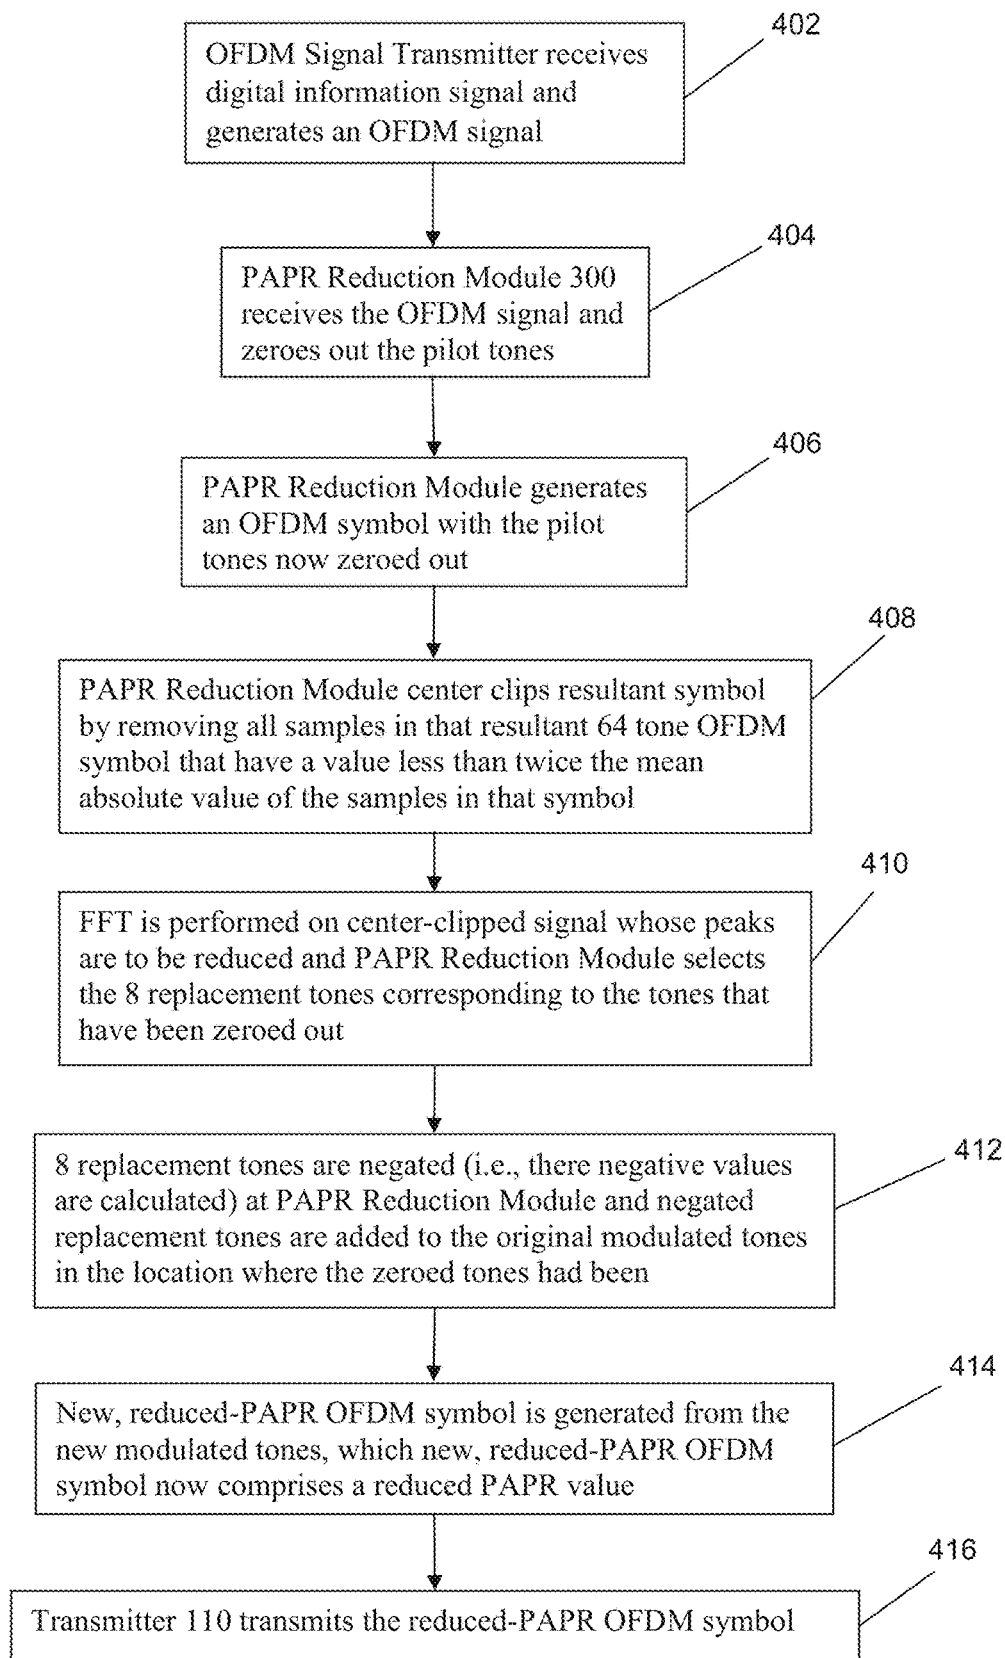 402
OFDM Signal Transmitter receives
digital information signal and
generates an OFDM signal
404
PAPR Reduction Module 300
receives the OFDM signal and
zeroes out the pilot tones
406
PAPR Reduction Module generates
an OFDM symbol with the pilot
tones now zeroed out
408
PAPR Reduction Module center clips resultant symbol
by removing all samples in that resultant 64 tone OFDM
symbol that have a value less than twice the mean
absolute value of the samples in that symbol
410
FFT is performed on center-clipped signal whose peaks
are to be reduced and PAPR Reduction Module selects
the 8 replacement tones corresponding to the tones that
have been zeroed out
412
8 replacement tones are negated (i.e., there negative values
are calculated) at PAPR Reduction Module and negated
replacement tones are added to the original modulated tones
in the location where the zeroed tones had been
414
New, reduced-PAPR OFDM symbol is generated from the
new modulated tones, which new, reduced-PAPR OFDM
symbol now comprises a reduced PAPR value
416
Transmitter 110 transmits the reduced-PAPR OFDM symbol